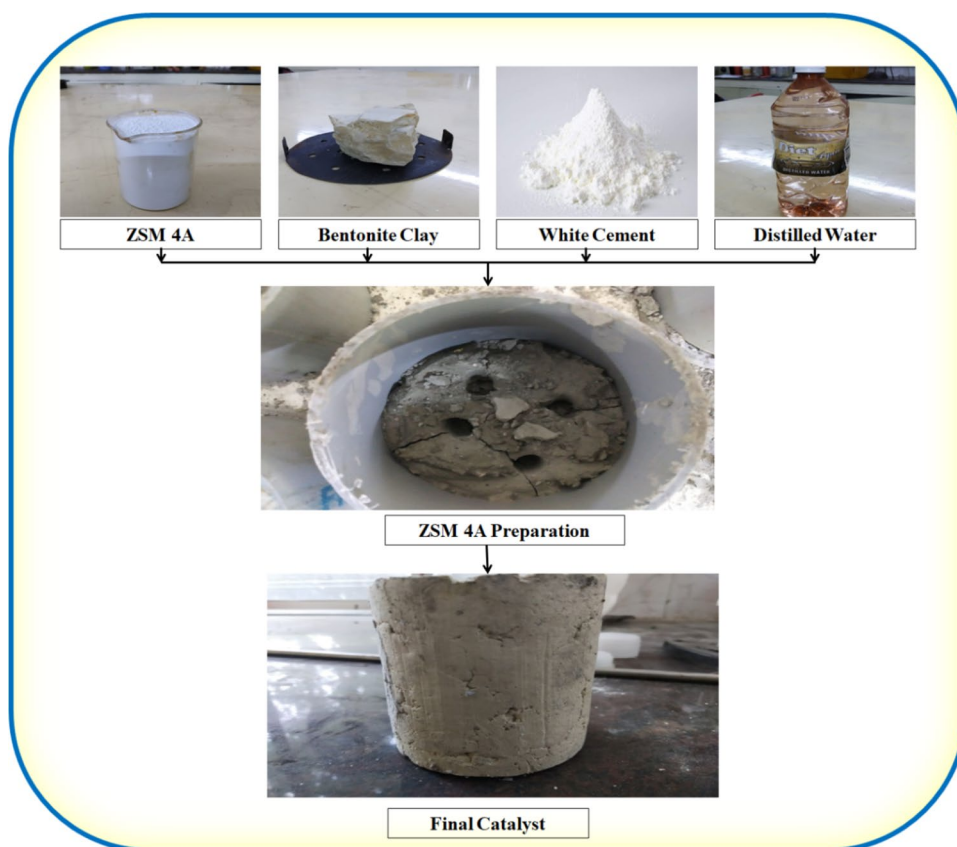 ZSM 4A
Bentonite Clay
White Cement
Distilled Water
ZSM 4A Preparation
Final Catalyst